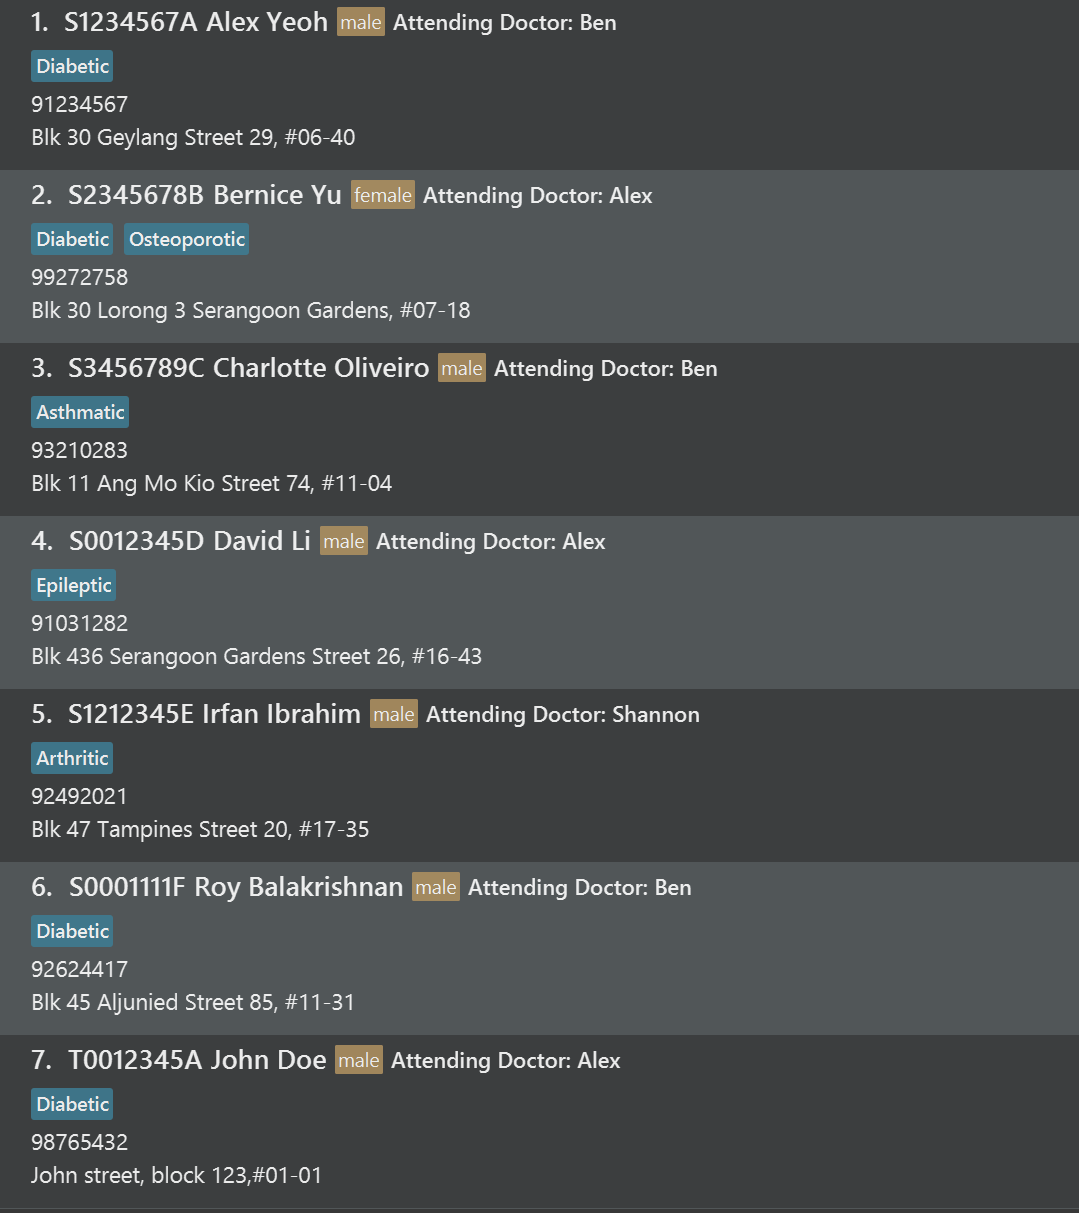 1. S1234567A Alex Yeoh male Attending Doctor: Ben
Diabetic
91234567
Blk 30 Geylang Street 29, #06-40
2. S2345678B Bernice Yu female Attending Doctor: Alex
Diabetic Osteoporotic
99272758
Blk 30 Lorong 3 Serangoon Gardens, #07-18
3. S3456789C Charlotte Oliveiro male Attending Doctor: Ben
Asthmatic
93210283
Blk 11 Ang Mo Kio Street 74, #11-04
4. S0012345D David Li male Attending Doctor: Alex
Epileptic
91031282
Blk 436 Serangoon Gardens Street 26, #16-43
5. S1212345E Irfan Ibrahim male Attending Doctor: Shannon
Arthritic
92492021
Blk 47 Tampines Street 20, #17-35
6. S0001111F Roy Balakrishnan male Attending Doctor: Ben
Diabetic
92624417
Blk 45 Aljunied Street 85, #11-31
7. T0012345A John Doe male Attending Doctor: Alex
Diabetic
98765432
John street, block 123,#01-01